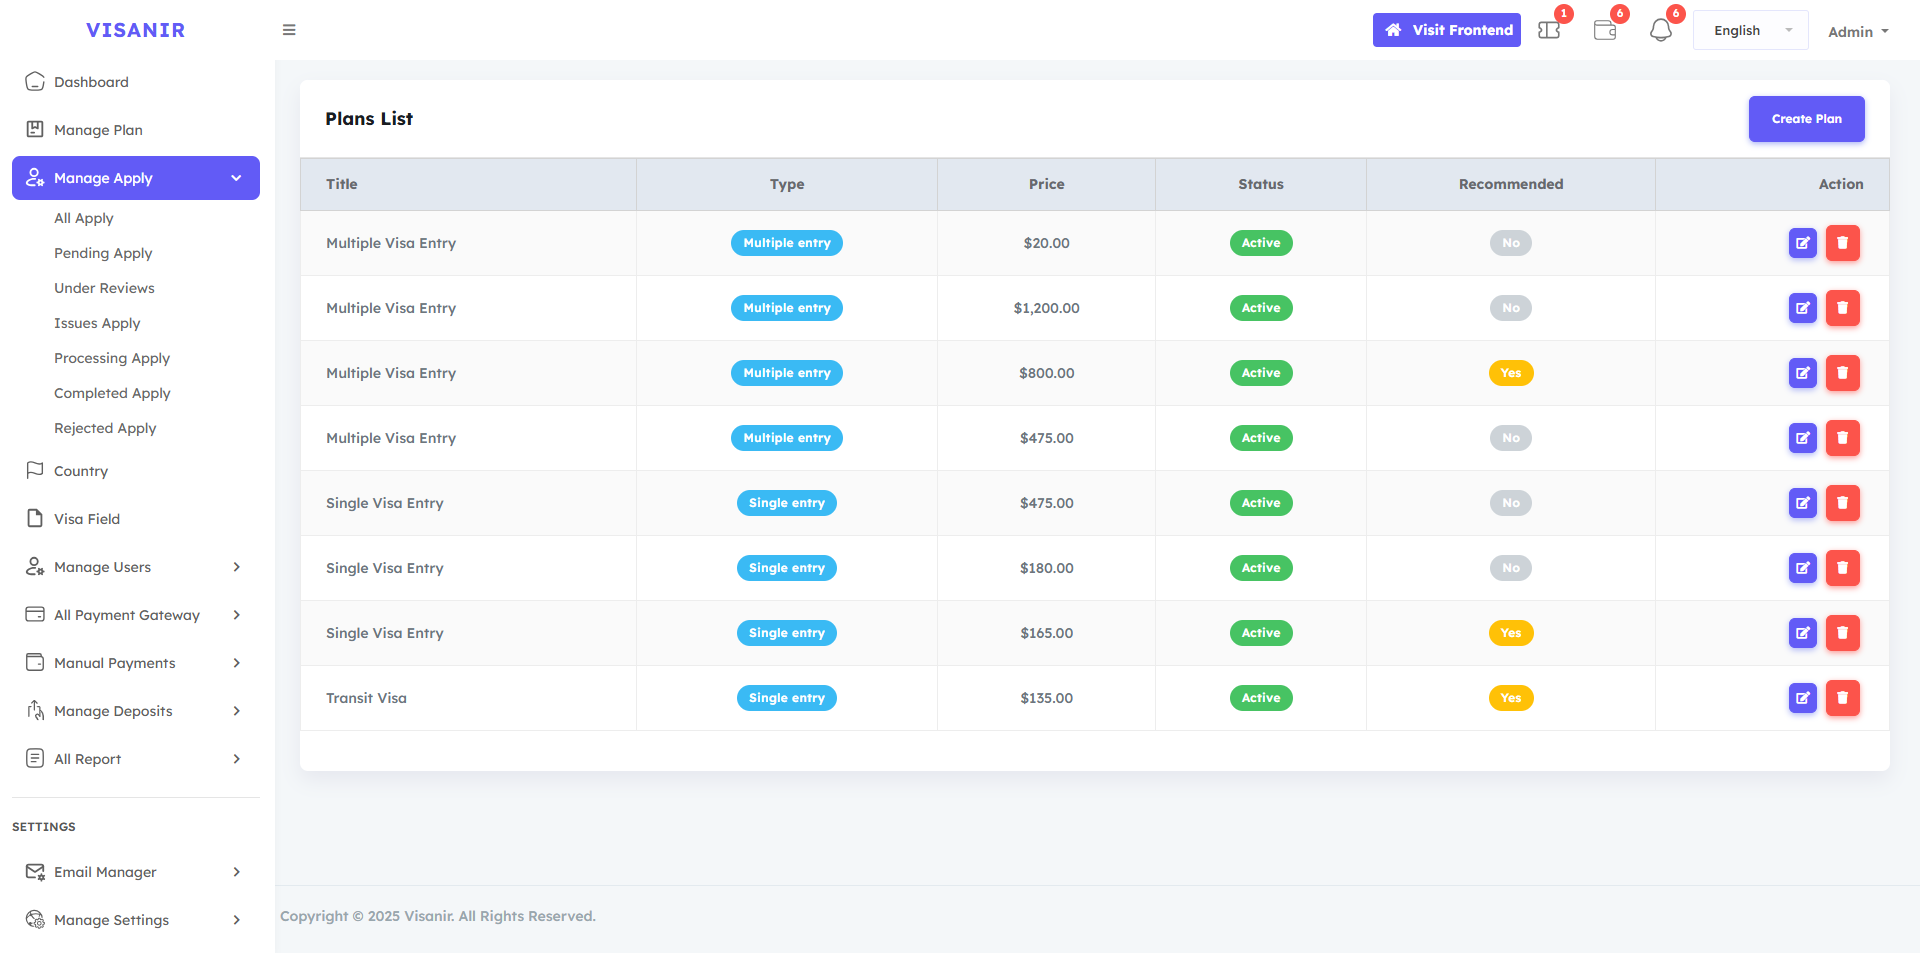 VISANIR
Visit Frontend
1
6
6
English
Admin
Dashboard
Manage Plan
Manage Apply
All Apply
Pending Apply
Under Reviews
Issues Apply
Processing Apply
Completed Apply
Rejected Apply
Country
Visa Field
Manage Users
All Payment Gateway
Manual Payments
Manage Deposits
All Report
SETTINGS
Email Manager
Manage Settings
Plans List
Create Plan
Title Type Price Status Recommended Action
Multiple Visa Entry Multiple entry $20.00 Active No
Multiple Visa Entry Multiple entry $1,200.00 Active No
Multiple Visa Entry Multiple entry $800.00 Active Yes
Multiple Visa Entry Multiple entry $475.00 Active No
Single Visa Entry Single entry $475.00 Active No
Single Visa Entry Single entry $180.00 Active No
Single Visa Entry Single entry $165.00 Active Yes
Transit Visa Single entry $135.00 Active Yes
Copyright © 2025 Visanir. All Rights Reserved.